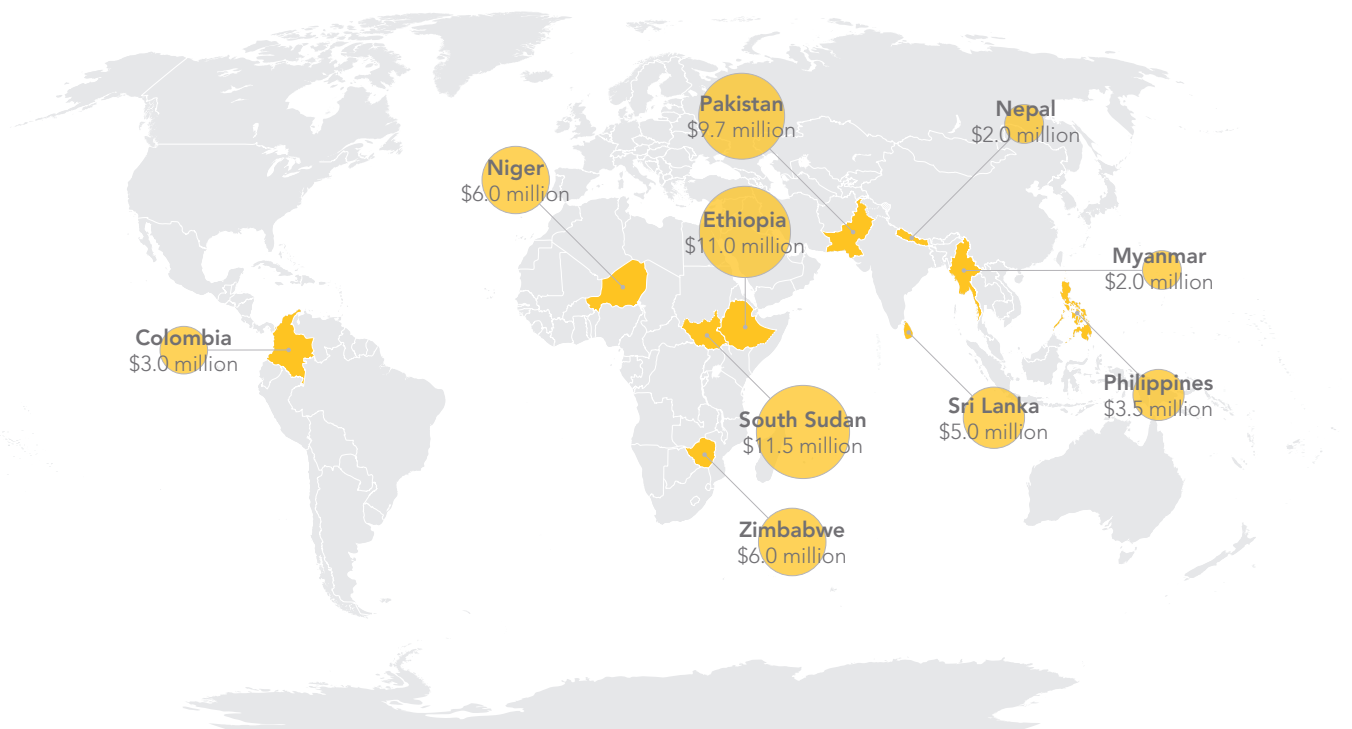 Pakistan
$9.7 million
Nepal
$2.0 million
Niger
$6.0 million
Ethiopia
$11.0 million
Myanmar
$2.0 million
Colombia
$3.0 million
Philippines
$3.5 million
Sri Lanka
$5.0 million
South Sudan
$11.5 million
Zimbabwe
$6.0 million